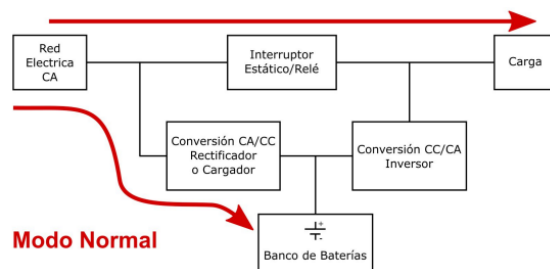 Red
Electrica
CA
Interruptor
Estático/Relé
Carga
Conversión CA/CC
Rectificador
o Cargador
Conversión CC/CA
Inversor
+
-
Banco de Baterías
Modo Normal